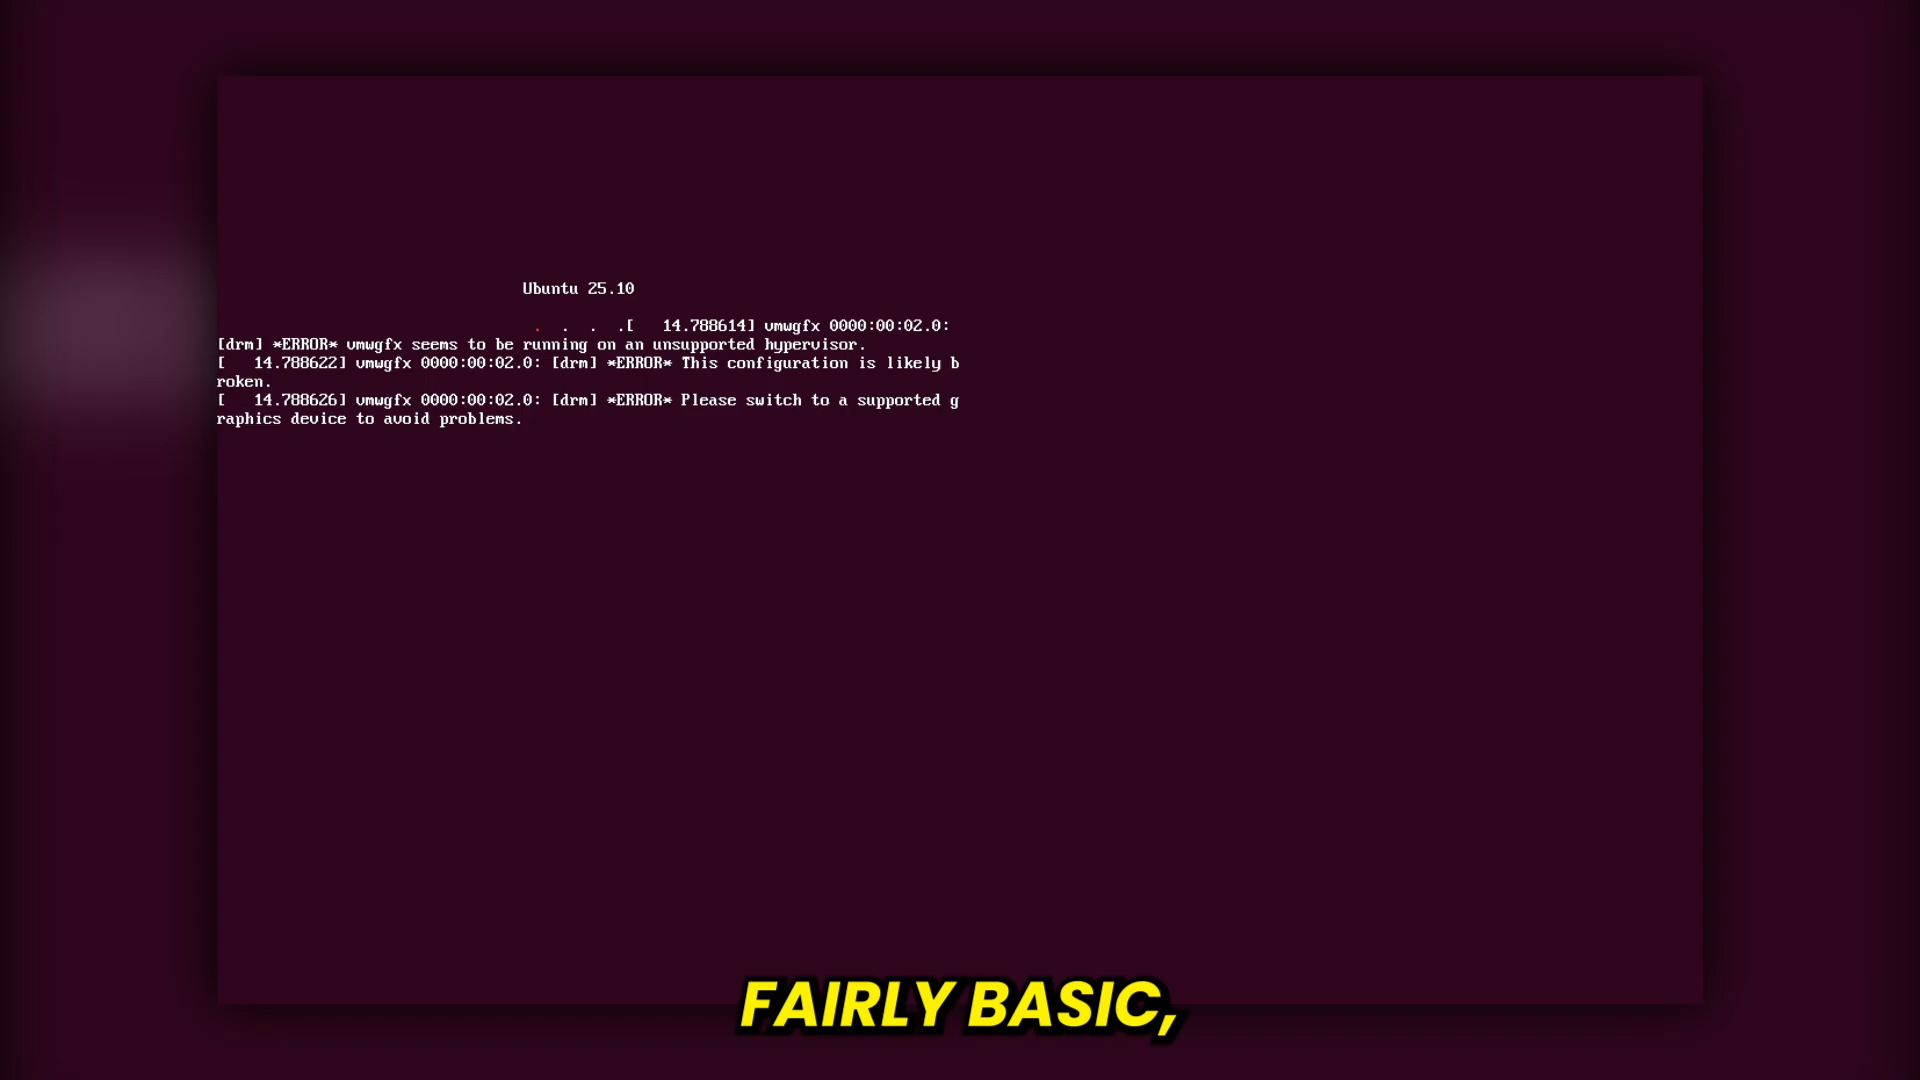 Ubuntu 25.10
. . . .[   14.788614] vmwgfx 0000:00:02.0:
[drm] *ERROR* vmwgfx seems to be running on an unsupported hypervisor.
[   14.788622] vmwgfx 0000:00:02.0: [drm] *ERROR* This configuration is likely b
roken.
[   14.788626] vmwgfx 0000:00:02.0: [drm] *ERROR* Please switch to a supported g
raphics device to avoid problems.
FAIRLY BASIC,